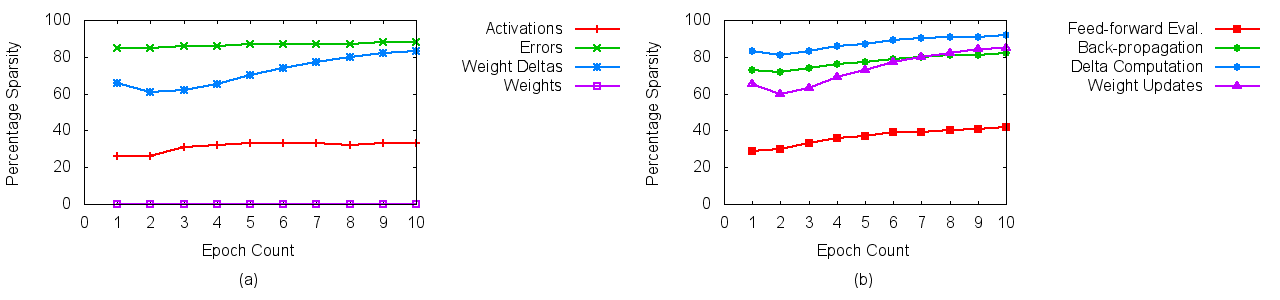 100
80
60
40
20
0
Percentage Sparsity
0 1 2 3 4 5 6 7 8 9 10
Epoch Count
(a)
Activations
Errors
Weight Deltas
Weights
100
80
60
40
20
0
Percentage Sparsity
0 1 2 3 4 5 6 7 8 9 10
Epoch Count
(b)
Feed-forward Eval.
Back-propagation
Delta Computation
Weight Updates